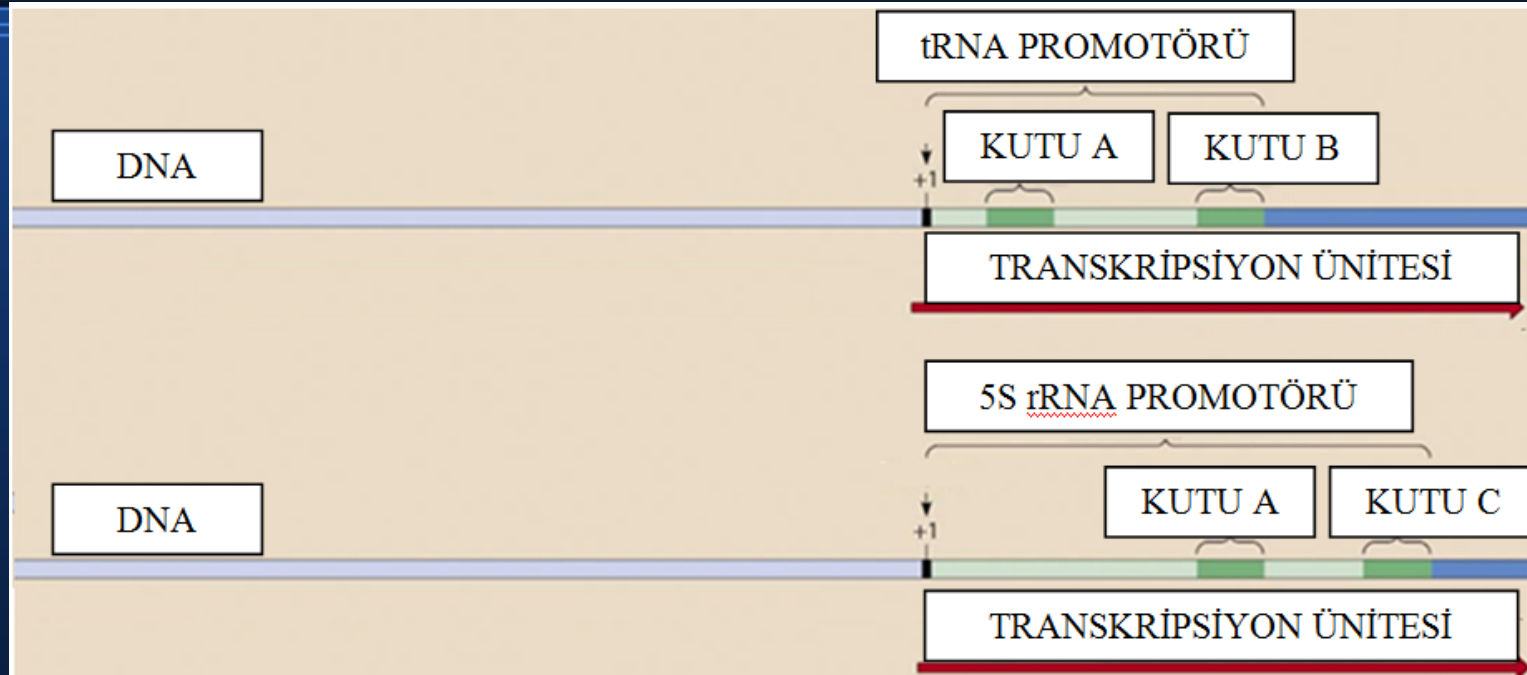 tRNA PROMOTÖRÜ
DNA
KUTU A
KUTU B
+1
TRANSKRİPSİYON ÜNİTESİ
5S rRNA PROMOTÖRÜ
DNA
KUTU A
KUTU C
+1
TRANSKRİPSİYON ÜNİTESİ